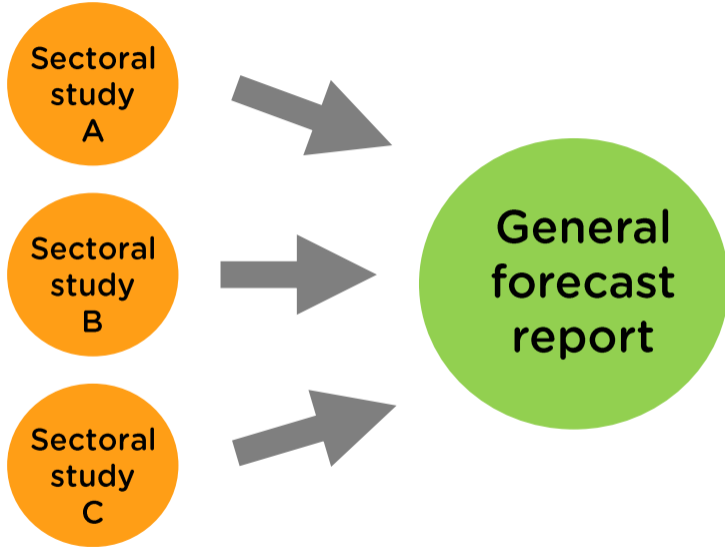 Sectoral
study
A
Sectoral
study
B
Sectoral
study
C
General
forecast
report